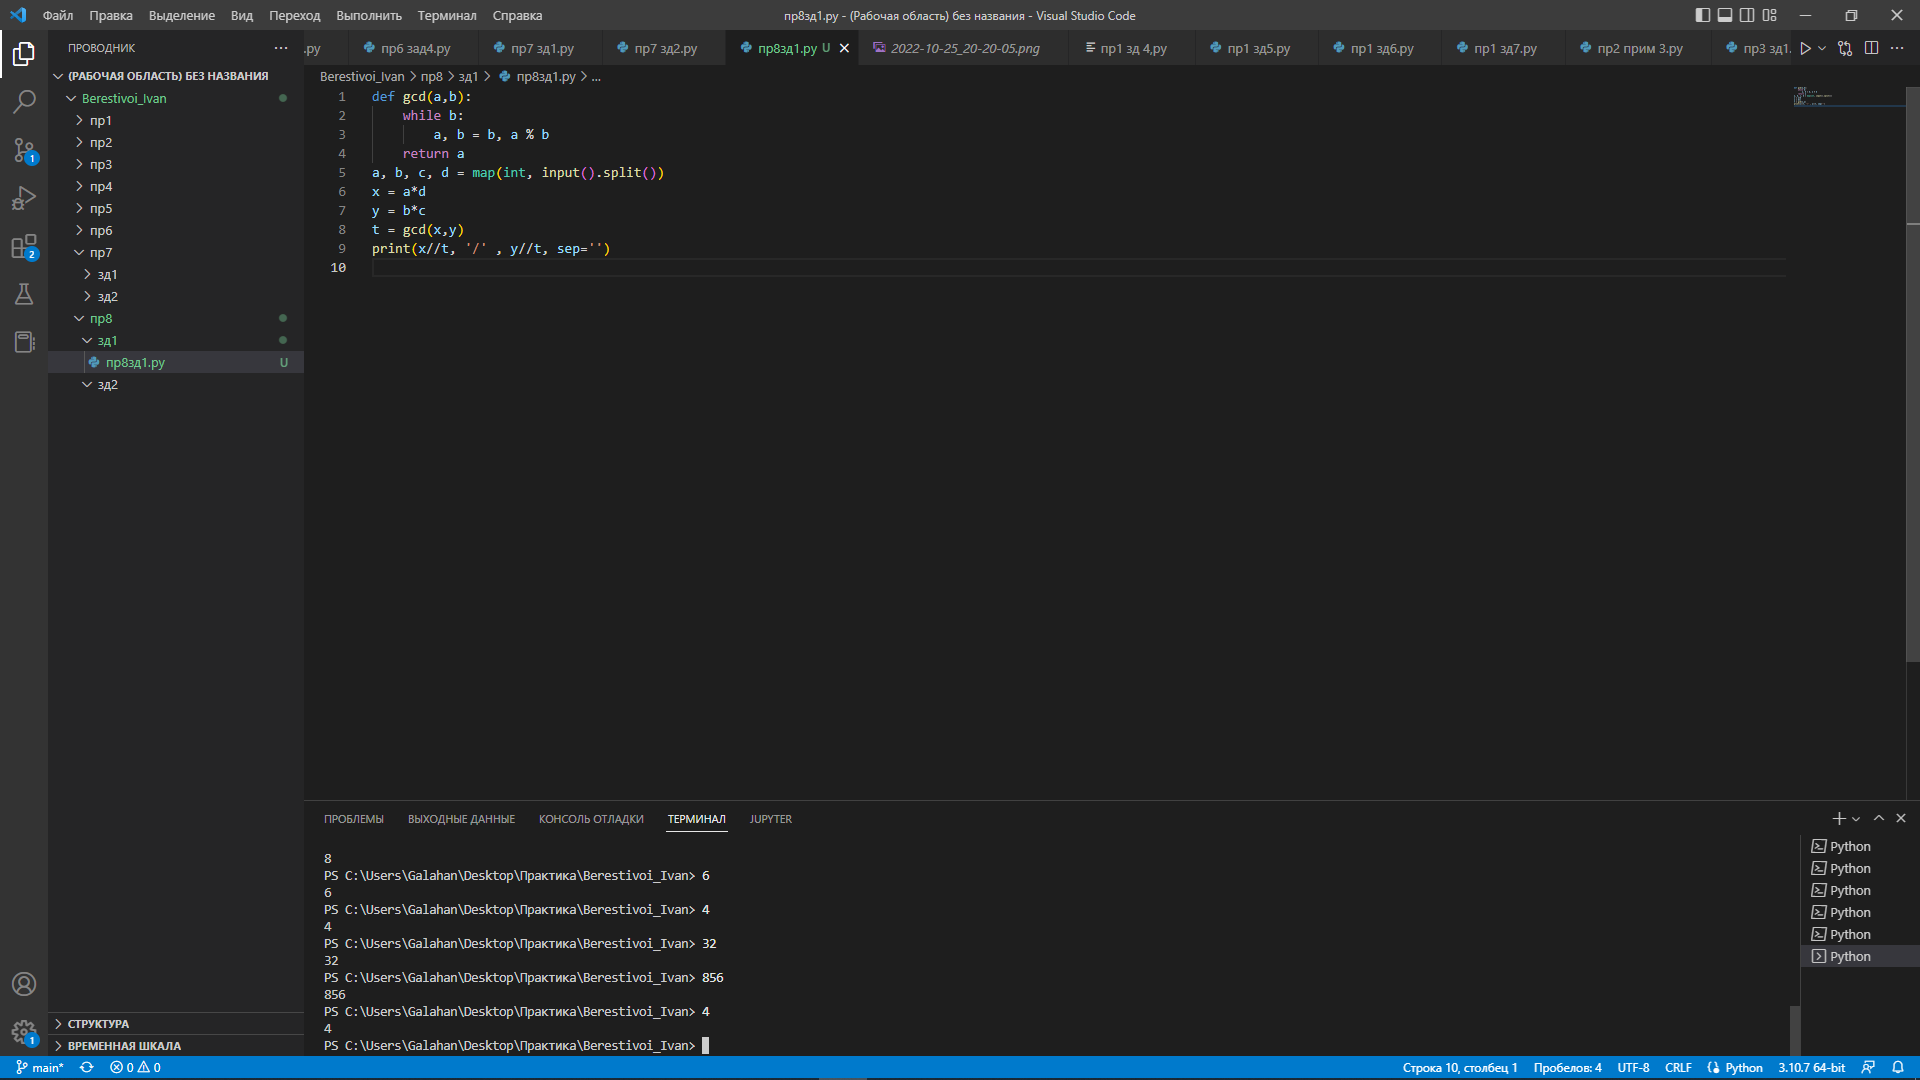 Файл Правка Выделение Вид Переход Выполнить Терминал Справка
пр8зд1.py - (Рабочая область) без названия - Visual Studio Code
ПРОВОДНИК
.py пр6 зад4.py пр7 зд1.py пр7 зд2.py пр8зд1.py U 2022-10-25_20-20-05.png пр1 зд 4.py пр1 зд5.py пр1 зд6.py пр1 зд7.py пр2 прим 3.py пр3 зд1.
(РАБОЧАЯ ОБЛАСТЬ) БЕЗ НАЗВАНИЯ
Berestivoi_Ivan
пр1
пр2
пр3
пр4
пр5
пр6
пр7
зд1
зд2
пр8
зд1
пр8зд1.py U
зд2
СТРУКТУРА
ВРЕМЕННАЯ ШКАЛА
1
2
1
Berestivoi_Ivan > пр8 > зд1 > пр8зд1.py > ...
1 def gcd(a,b):
2 while b:
3 a, b = b, a % b
4 return a
5 a, b, c, d = map(int, input().split())
6 x = a*d
7 y = b*c
8 t = gcd(x,y)
9 print(x//t, '/' , y//t, sep='')
10
ПРОБЛЕМЫ ВЫХОДНЫЕ ДАННЫЕ КОНСОЛЬ ОТЛАДКИ ТЕРМИНАЛ JUPYTER
8
PS C:\Users\Galahan\Desktop\Практика\Berestivoi_Ivan> 6
6
PS C:\Users\Galahan\Desktop\Практика\Berestivoi_Ivan> 4
4
PS C:\Users\Galahan\Desktop\Практика\Berestivoi_Ivan> 32
32
PS C:\Users\Galahan\Desktop\Практика\Berestivoi_Ivan> 856
856
PS C:\Users\Galahan\Desktop\Практика\Berestivoi_Ivan> 4
4
PS C:\Users\Galahan\Desktop\Практика\Berestivoi_Ivan>
Python
Python
Python
Python
Python
Python
main* 0 0
Строка 10, столбец 1 Пробелов: 4 UTF-8 CRLF Python 3.10.7 64-bit